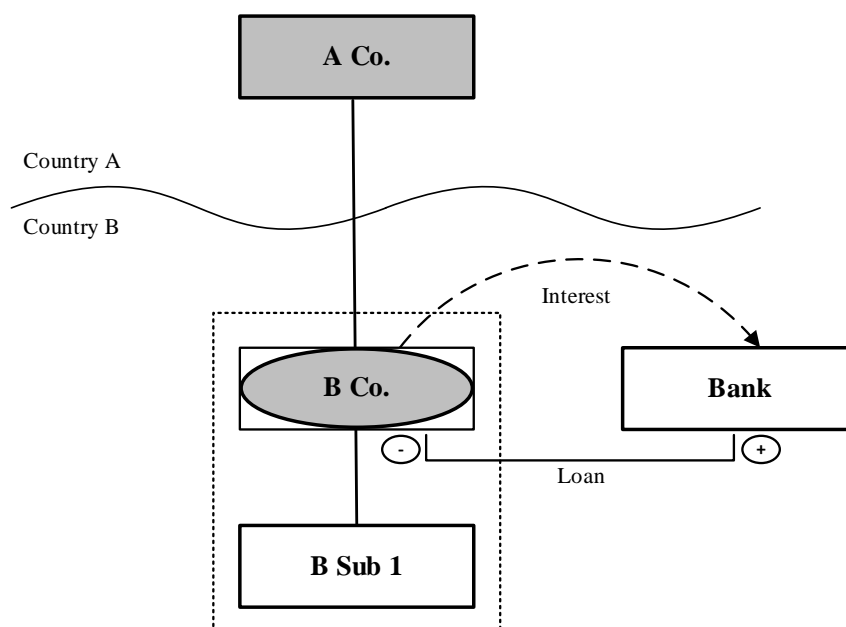 A Co.
Country A
Country B
Interest
B Co.
Bank
-
+
Loan
B Sub 1